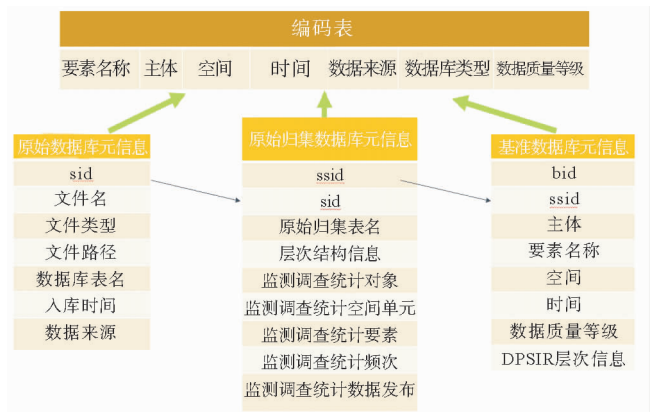 编码表
要素名称 主体 空间 时间 数据来源 数据库类型 数据质量等级
原始数据库元信息
sid
文件名
文件类型
文件路径
数据库表名
入库时间
数据来源
原始归集数据库元信息
ssid
sid
原始归集表名
层次结构信息
监测调查统计对象
监测调查统计空间单元
监测调查统计要素
监测调查统计频次
监测调查统计数据发布
基准数据库元信息
bid
ssid
主体
要素名称
空间
时间
数据质量等级
DPSIR层次信息